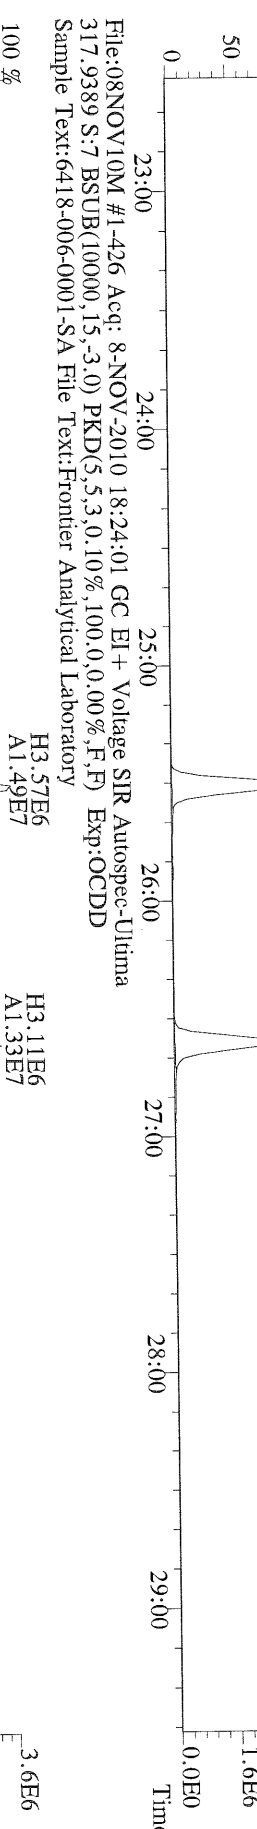 50 1.6E6
0 0.0E0
23:00 24:00 25:00 26:00 27:00 28:00 29:00 Time
File:08NOV10M #1-426 Acq: 8-NOV-2010 18:24:01 GC EI+ Voltage SIR Autospec-Ultima
317.9389 S:7 BSUB(10000,15,-3.0) PKD(5,5,3,0.10%,100.0,0.00%,F,F) Exp:OCDD
Sample Text:6418-006-0001-SA File Text:Frontier Analytical Laboratory
H3.57E6 H3.11E6
A1.49E7 A1.33E7
100 % 3.6E6